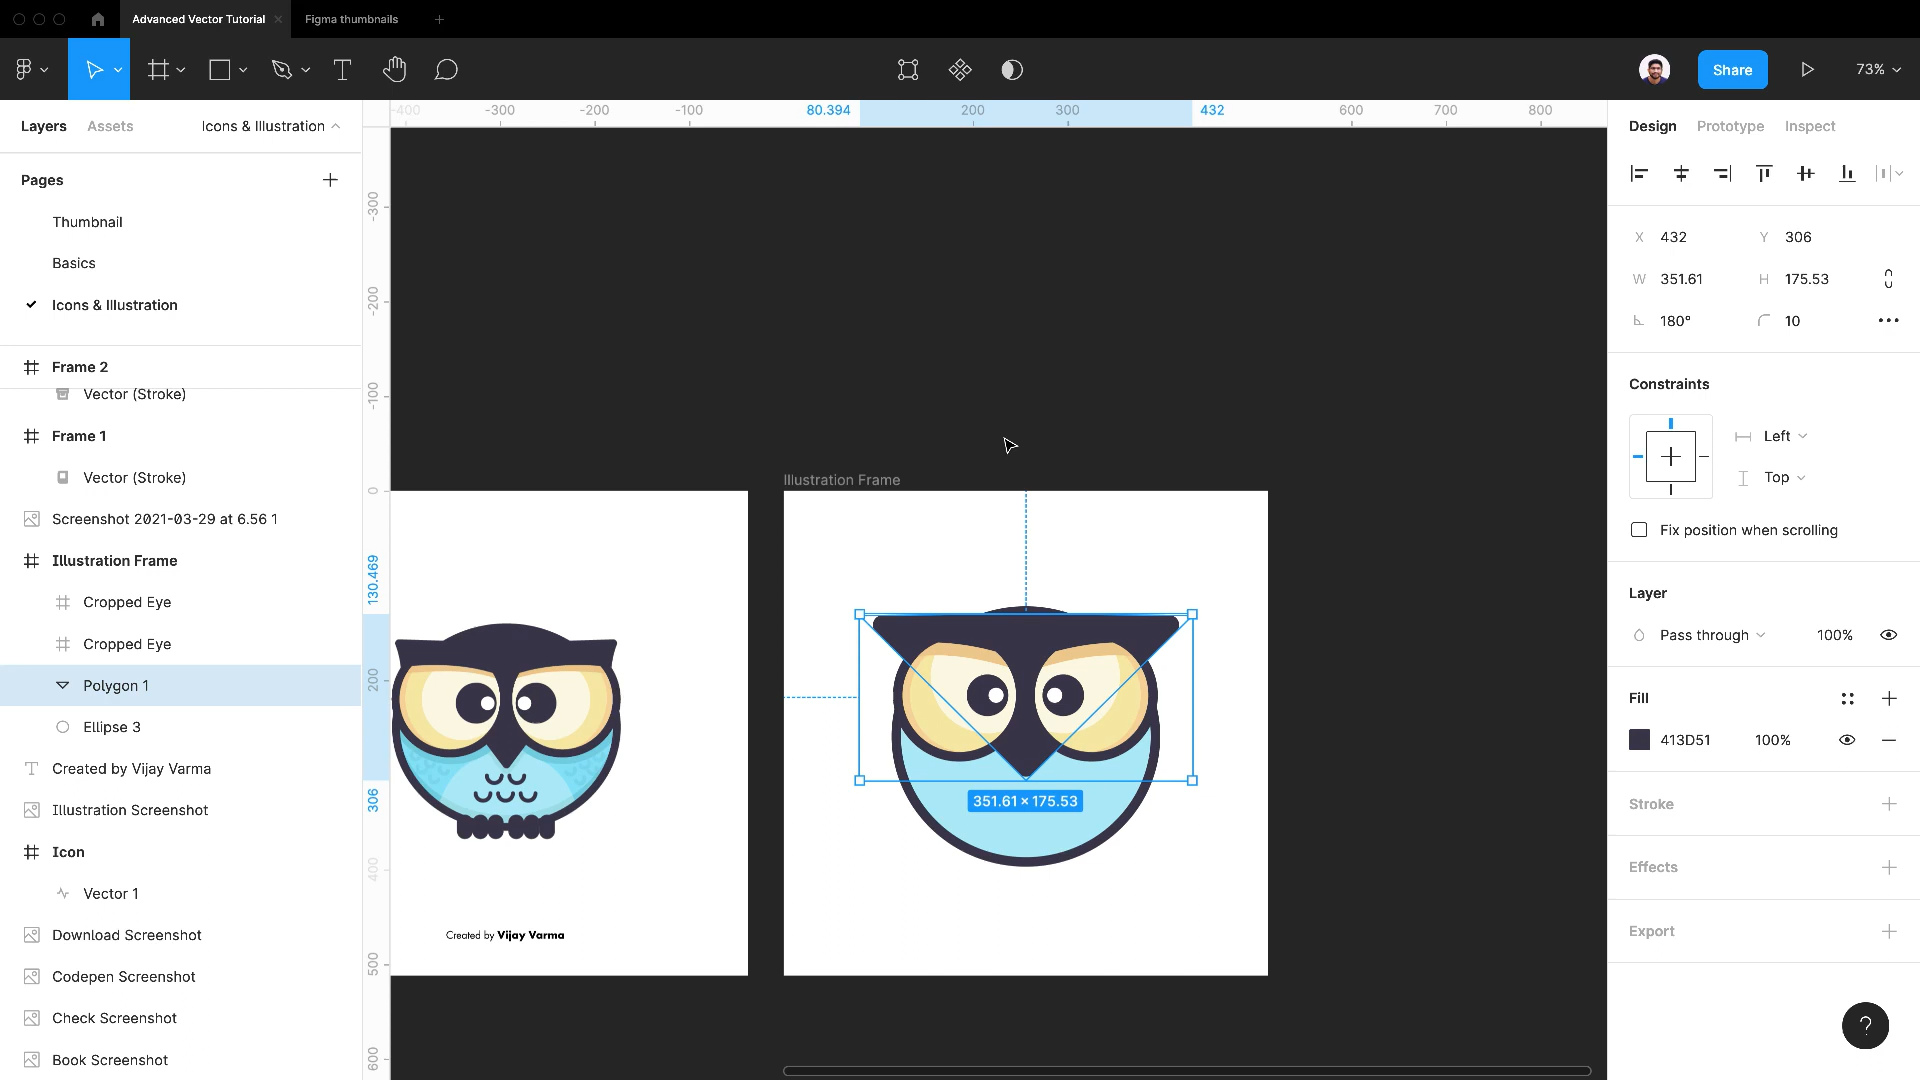 Advanced Vector Tutorial
Figma thumbnails
Share
73%
Layers
Assets
Icons & Illustration
Pages
Thumbnail
Basics
Icons & Illustration
Frame 2
Vector (Stroke)
Frame 1
Vector (Stroke)
Screenshot 2021-03-29 at 6.56 1
Illustration Frame
Cropped Eye
Cropped Eye
Polygon 1
Ellipse 3
Created by Vijay Varma
Illustration Screenshot
Icon
Vector 1
Download Screenshot
Codepen Screenshot
Check Screenshot
Book Screenshot
-400 -300 -200 -100 80.394 200 300 432 600 700 800
-300
-200
-100
0
130.469
200
306
400
500
600
Illustration Frame
351.61 × 175.53
Created by Vijay Varma
Design
Prototype
Inspect
X 432 Y 306
W 351.61 H 175.53
180° 10
Constraints
Left
Top
Fix position when scrolling
Layer
Pass through 100%
Fill
413D51 100%
Stroke
Effects
Export
?